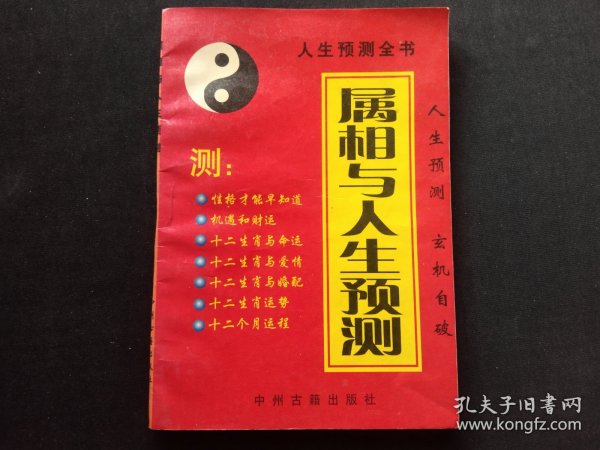 人生预测全书
属相与人生预测
人生预测 玄机自破
测：
性格才能早知道
机遇和财运
十二生肖与命运
十二生肖与爱情
十二生肖与婚配
十二生肖运势
十二个月运程
中州古籍出版社
孔夫子旧书网
www.kongfz.com